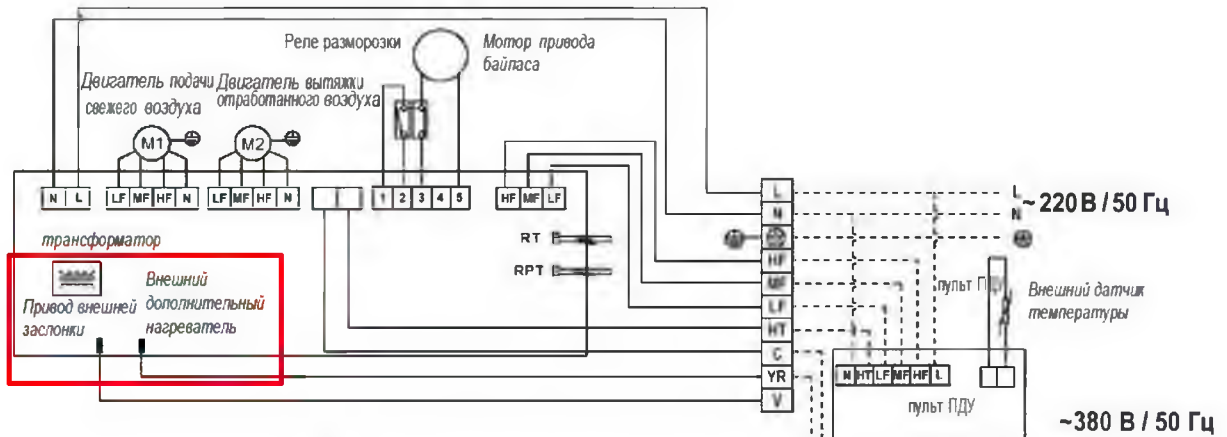 Реле разморозки
Мотор привода
байпаса
Двигатель подачи
свежего воздуха
Двигатель вытяжки
отработанного воздуха
M1
M2
N L
LF MF HF N
LF MF HF N
1 2 3 4 5
HF MF LF
трансформатор
RT
RPT
Привод внешней
заслонки
Внешний
дополнительный
нагреватель
L
N
HF
MF
LF
HT
C
YR
V
L
N
~220 В / 50 Гц
пульт ПДУ
Внешний датчик
температуры
N HT LF MF HF L
пульт ПДУ
~380 В / 50 Гц